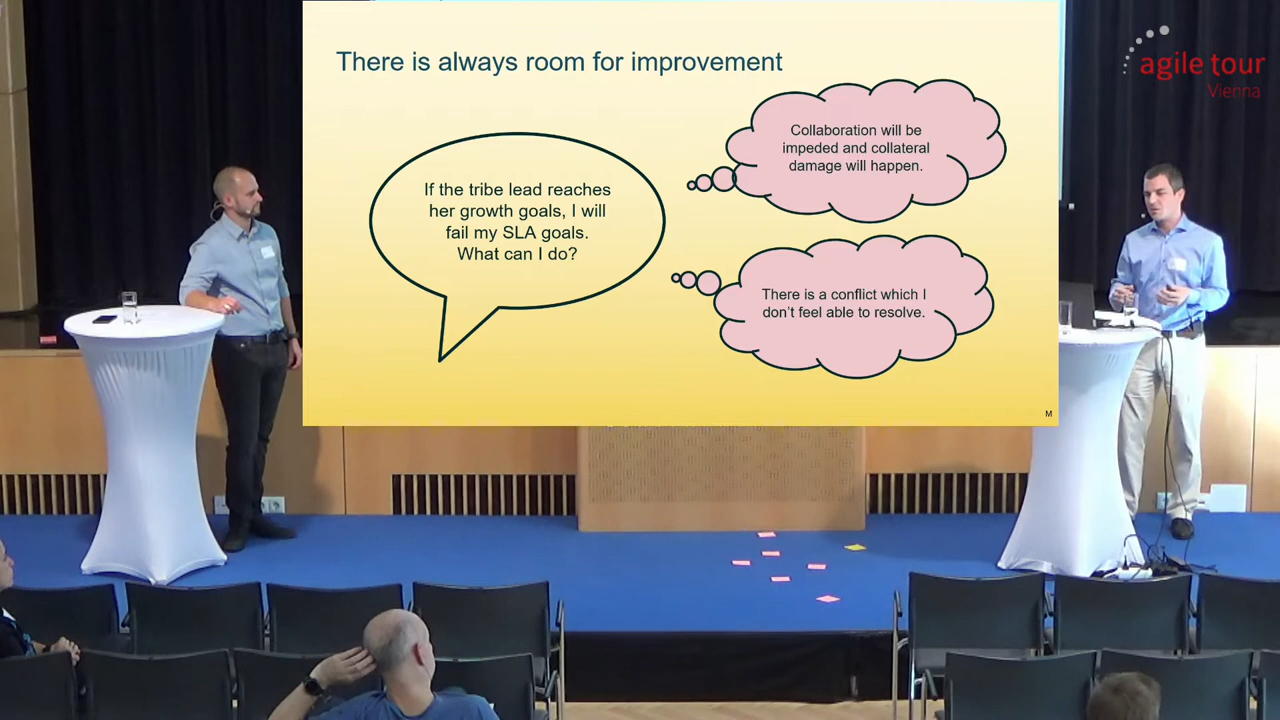 There is always room for improvement
If the tribe lead reaches
her growth goals, I will
fail my SLA goals.
What can I do?
Collaboration will be
impeded and collateral
damage will happen.
There is a conflict which I
don't feel able to resolve.
M
agile tour
Vienna